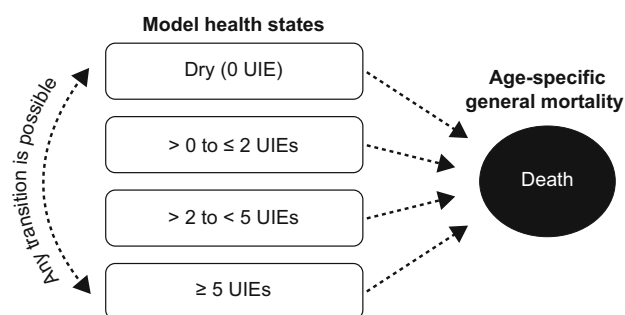 Model health states
Dry (0 UIE)
> 0 to ≤ 2 UIEs
> 2 to < 5 UIEs
≥ 5 UIEs
Any transition is possible
Age-specific
general mortality
Death